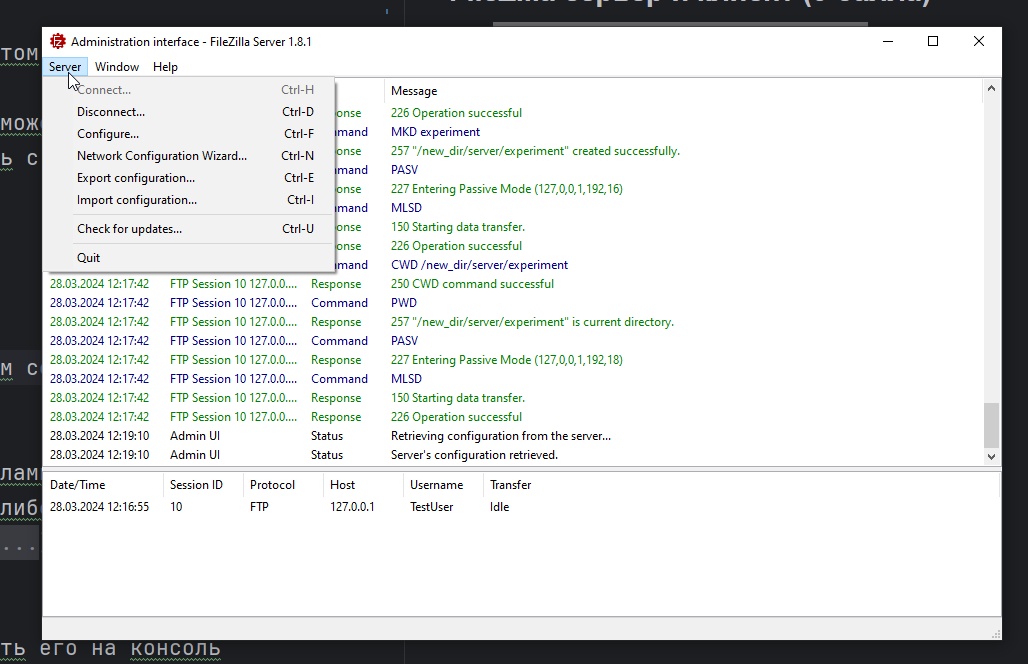 Administration interface - FileZilla Server 1.8.1
Server Window Help
Connect... Ctrl-H
Disconnect... Ctrl-D
Configure... Ctrl-F
Network Configuration Wizard... Ctrl-N
Export configuration... Ctrl-E
Import configuration... Ctrl-I
Check for updates... Ctrl-U
Quit
Message
onse 226 Operation successful
mmand MKD experiment
onse 257 "/new_dir/server/experiment" created successfully.
mmand PASV
onse 227 Entering Passive Mode (127,0,0,1,192,16)
mmand MLSD
onse 150 Starting data transfer.
onse 226 Operation successful
mmand CWD /new_dir/server/experiment
28.03.2024 12:17:42 FTP Session 10 127.0.0.... Response 250 CWD command successful
28.03.2024 12:17:42 FTP Session 10 127.0.0.... Command PWD
28.03.2024 12:17:42 FTP Session 10 127.0.0.... Response 257 "/new_dir/server/experiment" is current directory.
28.03.2024 12:17:42 FTP Session 10 127.0.0.... Command PASV
28.03.2024 12:17:42 FTP Session 10 127.0.0.... Response 227 Entering Passive Mode (127,0,0,1,192,18)
28.03.2024 12:17:42 FTP Session 10 127.0.0.... Command MLSD
28.03.2024 12:17:42 FTP Session 10 127.0.0.... Response 150 Starting data transfer.
28.03.2024 12:17:42 FTP Session 10 127.0.0.... Response 226 Operation successful
28.03.2024 12:19:10 Admin UI Status Retrieving configuration from the server...
28.03.2024 12:19:10 Admin UI Status Server's configuration retrieved.
Date/Time Session ID Protocol Host Username Transfer
28.03.2024 12:16:55 10 FTP 127.0.0.1 TestUser Idle
том
мож
ь с
м с
лам
либ
...
ть его на консоль